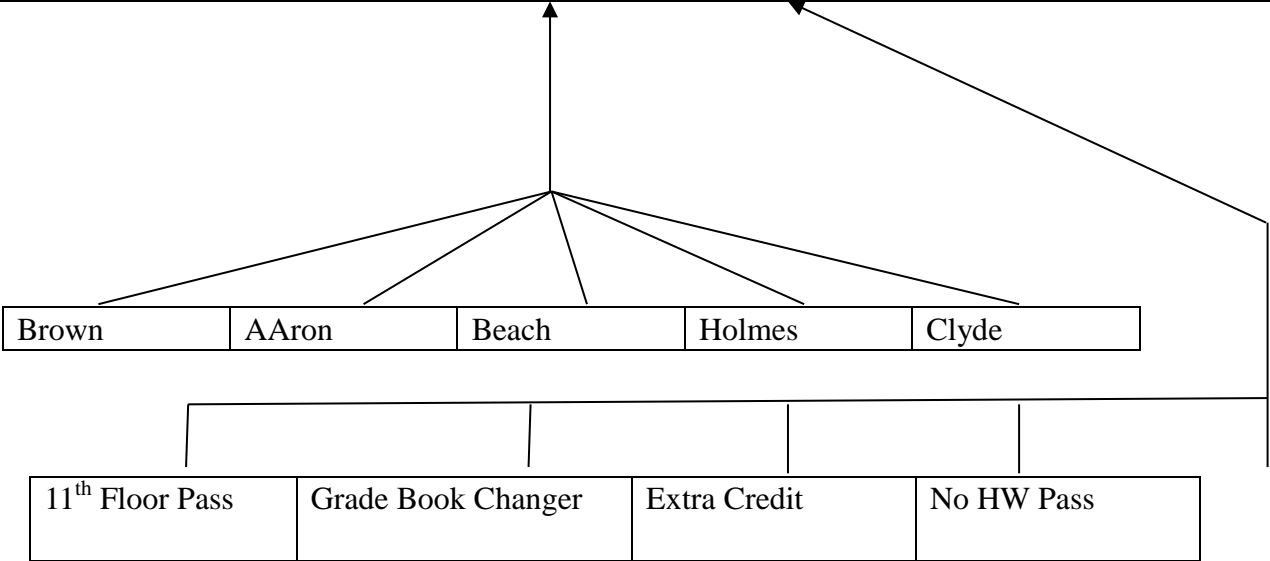 Brown AAron Beach Holmes Clyde
11th Floor Pass Grade Book Changer Extra Credit No HW Pass